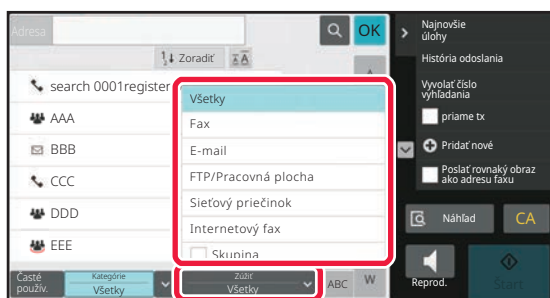 Adresa
OK
Zoradiť
search 0001register
AAA
BBB
CCC
DDD
EEE
Všetky
Fax
E-mail
FTP/Pracovná plocha
Sieťový priečinok
Internetový fax
Skupina
Časté
použív.
Kategórie
Všetky
Zúžiť
Všetky
ABC
W
Najnovšie
úlohy
História odoslania
Vyvolať číslo
vyhľadania
priame tx
Pridať nové
Poslať rovnaký obraz
ako adresu faxu
Náhľad
CA
Reprod.
Štart